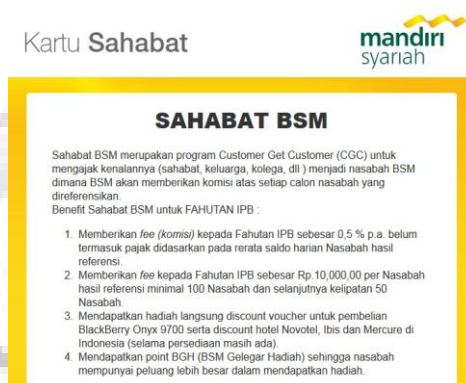 Kartu Sahabat
mandiri
syariah
SAHABAT BSM
Sahabat BSM merupakan program Customer Get Customer (CGC) untuk
mengajak kenalannya (sahabat, keluarga, kolega, dll ) menjadi nasabah BSM
dimana BSM akan memberikan komisi atas setiap calon nasabah yang
direferensikan.
Benefit Sahabat BSM untuk FAHUTAN IPB :
1. Memberikan fee (komisi) kepada Fahutan IPB sebesar 0,5 % p.a. belum
termasuk pajak didasarkan pada rerata saldo harian Nasabah hasil
referensi.
2. Memberikan fee kepada Fahutan IPB sebesar Rp.10,000,00 per Nasabah
hasil referensi minimal 100 Nasabah dan selanjutnya kelipatan 50
Nasabah.
3. Mendapatkan hadiah langsung discount voucher untuk pembelian
BlackBerry Onyx 9700 serta discount hotel Novotel, Ibis dan Mercure di
Indonesia (selama persediaan masih ada).
4. Mendapatkan point BGH (BSM Gelegar Hadiah) sehingga nasabah
mempunyai peluang lebih besar dalam mendapatkan hadiah.